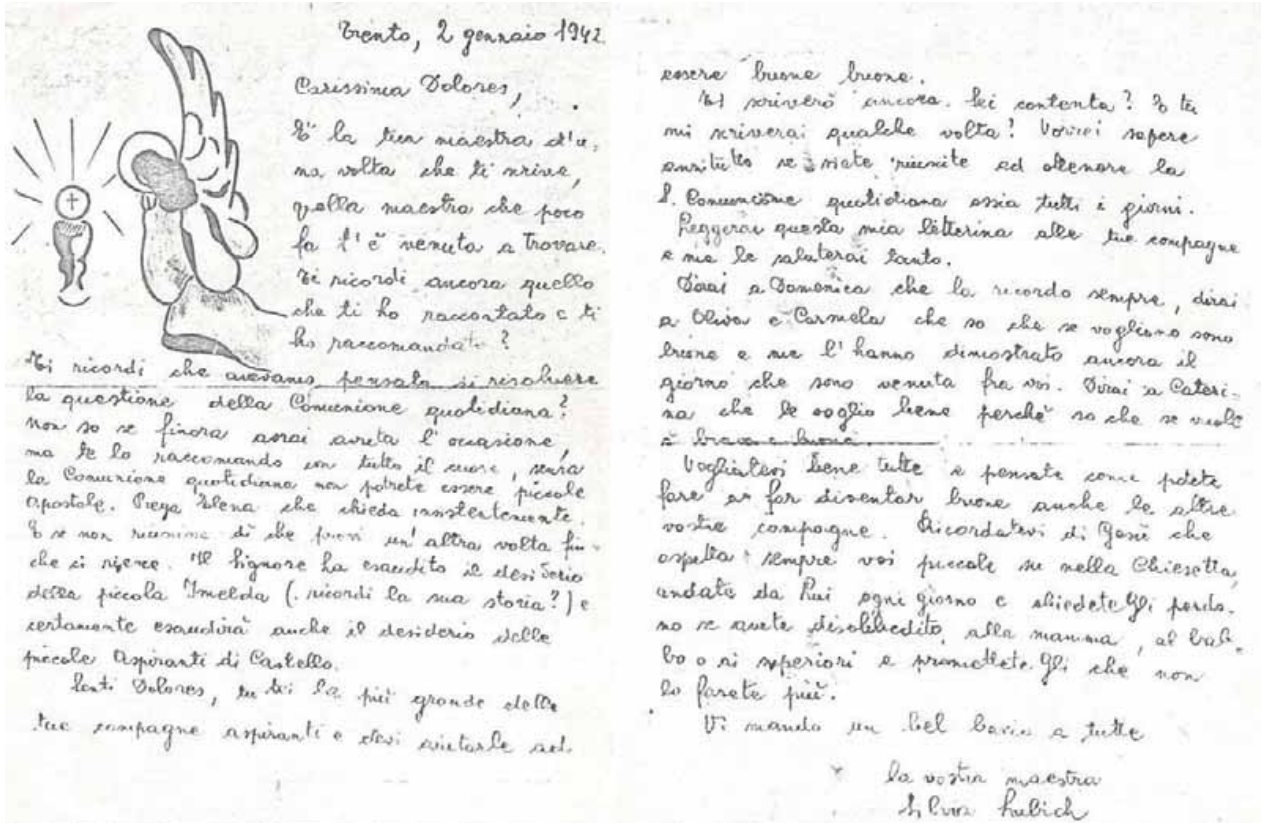 Trento, 2 gennaio 1942.
Carissima Dolores,
È la tua maestra d'u,
na volta che ti scrive,
quella maestra che poco
fa t'è venuta a trovare.
Ti ricordi ancora quello
che ti ho raccontato e ti
ho raccomandato?
Ti ricordi che avevamo pensato di risolvere
la questione della Comunione quotidiana?
Non so se finora avrai avuta l'occasione,
ma te lo raccomando con tutto il cuore, senza
la Comunione quotidiana non potrete essere piccole
apostole. Prega Elena che chieda insistentemente.
E se non riesce dì che provi un'altra volta fin-
che ci riesce. Il Signore ha esaudito il desiderio
della piccola Imelda (ricordi la sua storia?) e
certamente esaudirà anche il desiderio delle
piccole Aspiranti di Castello.
Senti Dolores, tu sei la più grande delle
tue compagne aspiranti e devi aiutarle ad
essere buone buone.
Ti scriverò ancora. Sei contenta? E tu
mi scriverai qualche volta? Vorrei sapere
anzitutto se siete riuscite ad ottenere la
S. Comunione quotidiana ossia tutti i giorni.
Leggerai questa mia letterina alle tue compagne
e me le saluterai tanto.
Dirai a Domenica che la ricordo sempre, dirai
a Oliva e Carmela che so che se vogliono sono
buone e me l'hanno dimostrato ancora il
giorno che sono venuta fra voi. Dirai a Cateri-
na che le voglio bene perchè so che se vuole
è brava e buona.
Vogliatevi bene tutte e pensate come potete
fare a far diventar buone anche le altre
vostre compagne. Ricordatevi di Gesù che
aspetta sempre voi piccole su nella Chiesetta,
andate da Lui ogni giorno e chiedeteGli perdo-
no se avete disobbedito alla mamma, al bab-
bo o ai superiori e prometteteGli che non
lo farete più.
Vi mando un bel bacio a tutte
la vostra maestra
Silvia Lubich